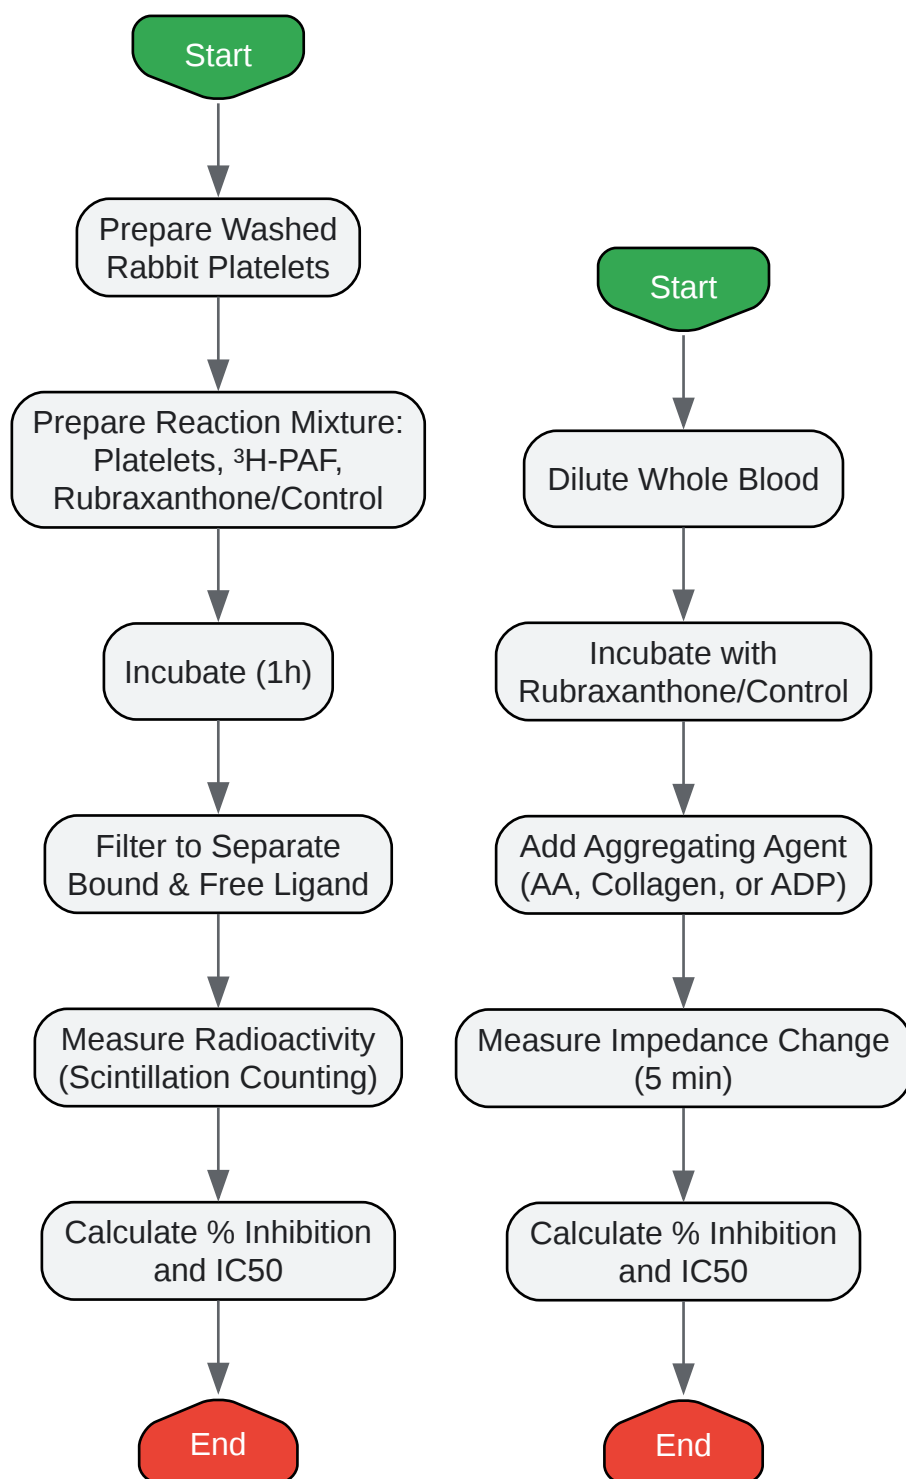 Start
Prepare Washed
Rabbit Platelets
Prepare Reaction Mixture:
Platelets, ³H-PAF,
Rubraxanthone/Control
Incubate (1h)
Filter to Separate
Bound & Free Ligand
Measure Radioactivity
(Scintillation Counting)
Calculate % Inhibition
and IC50
End
Start
Dilute Whole Blood
Incubate with
Rubraxanthone/Control
Add Aggregating Agent
(AA, Collagen, or ADP)
Measure Impedance Change
(5 min)
Calculate % Inhibition
and IC50
End